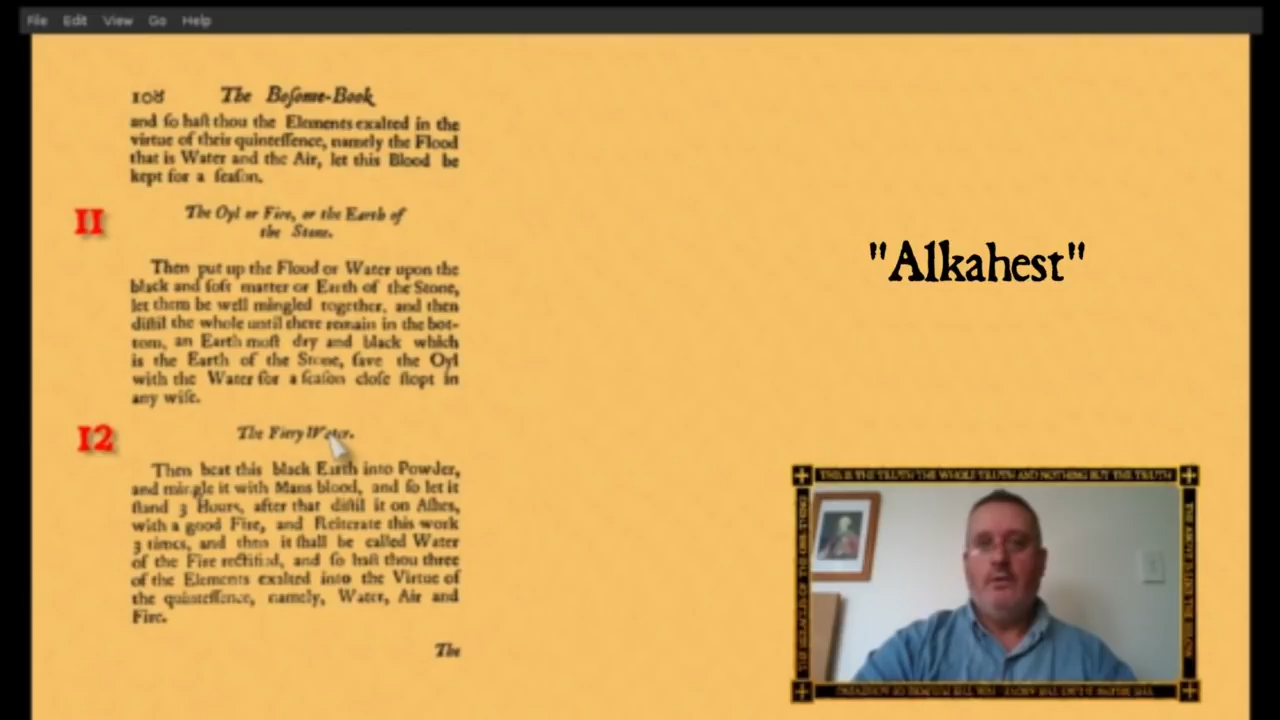 File Edit View Go Help
108 The Boſome-Book
and ſo haſt thou the Elements exalted in the
virtue of their quinteſſence, namely the Flood
that is Water and the Air, let this Blood be
kept for a ſeaſon.
11
The Oyl or Fire, or the Earth of
the Stone.
Then put up the Flood or Water upon the
black and ſoft matter or Earth of the Stone,
let them be well mingled together, and then
diſtil the whole until there remain in the bot-
tom, an Earth moſt dry and black which
is the Earth of the Stone, ſave the Oyl
with the Water for a ſeaſon cloſe ſtopt in
any wiſe.
12
The Fiery Water.
Then beat this black Earth into Powder,
and mingle it with Mans blood, and ſo let it
ſtand 3 Hours, after that diſtil it on Aſhes,
with a good Fire, and Reiterate this work
3 times, and then it ſhall be called Water
of the Fire rectified, and ſo haſt thou three
of the Elements exalted into the Virtue of
the quinteſſence, namely, Water, Air and
Fire.
The
"Alkahest"
THIS IS THE TRUTH THE WHOLE TRUTH AND NOTHING BUT THE TRUTH